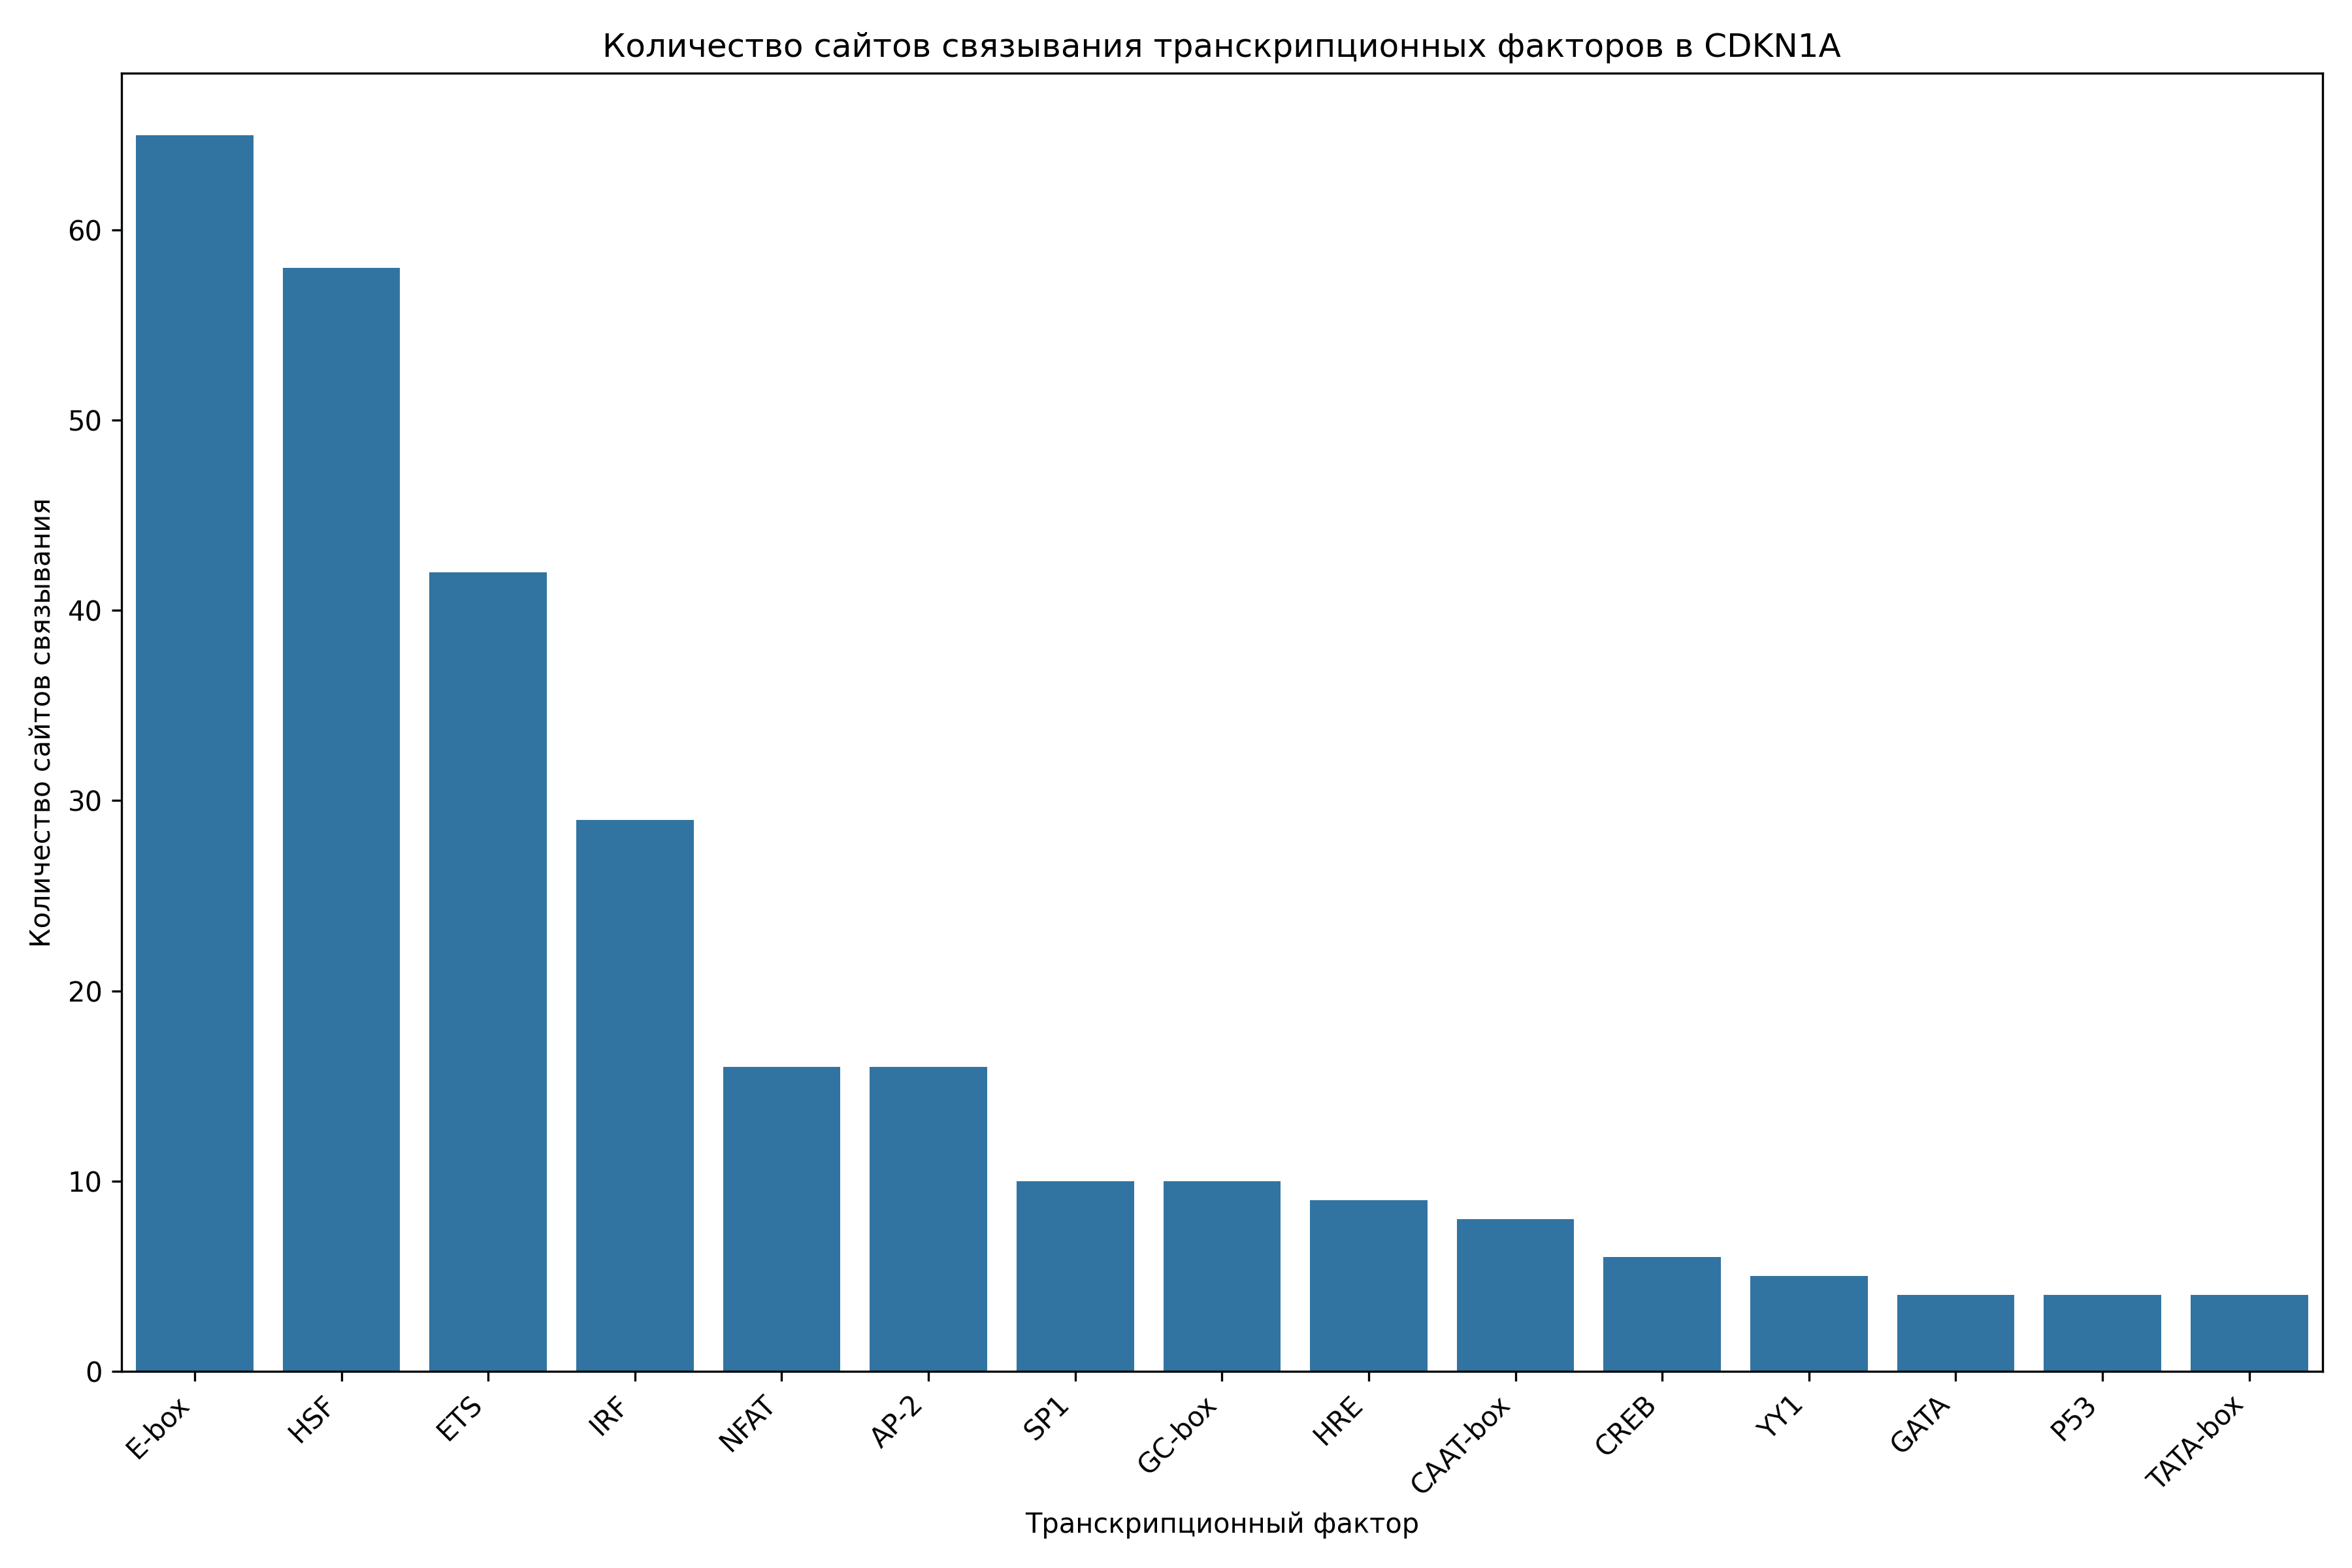 Количество сайтов связывания транскрипционных факторов в CDKN1A
Количество сайтов связывания
60
50
40
30
20
10
0
E-box
HSF
ETS
IRF
NFAT
AP-2
SP1
GC-box
HRE
CAAT-box
CREB
YY1
GATA
P53
TATA-box
Транскрипционный фактор